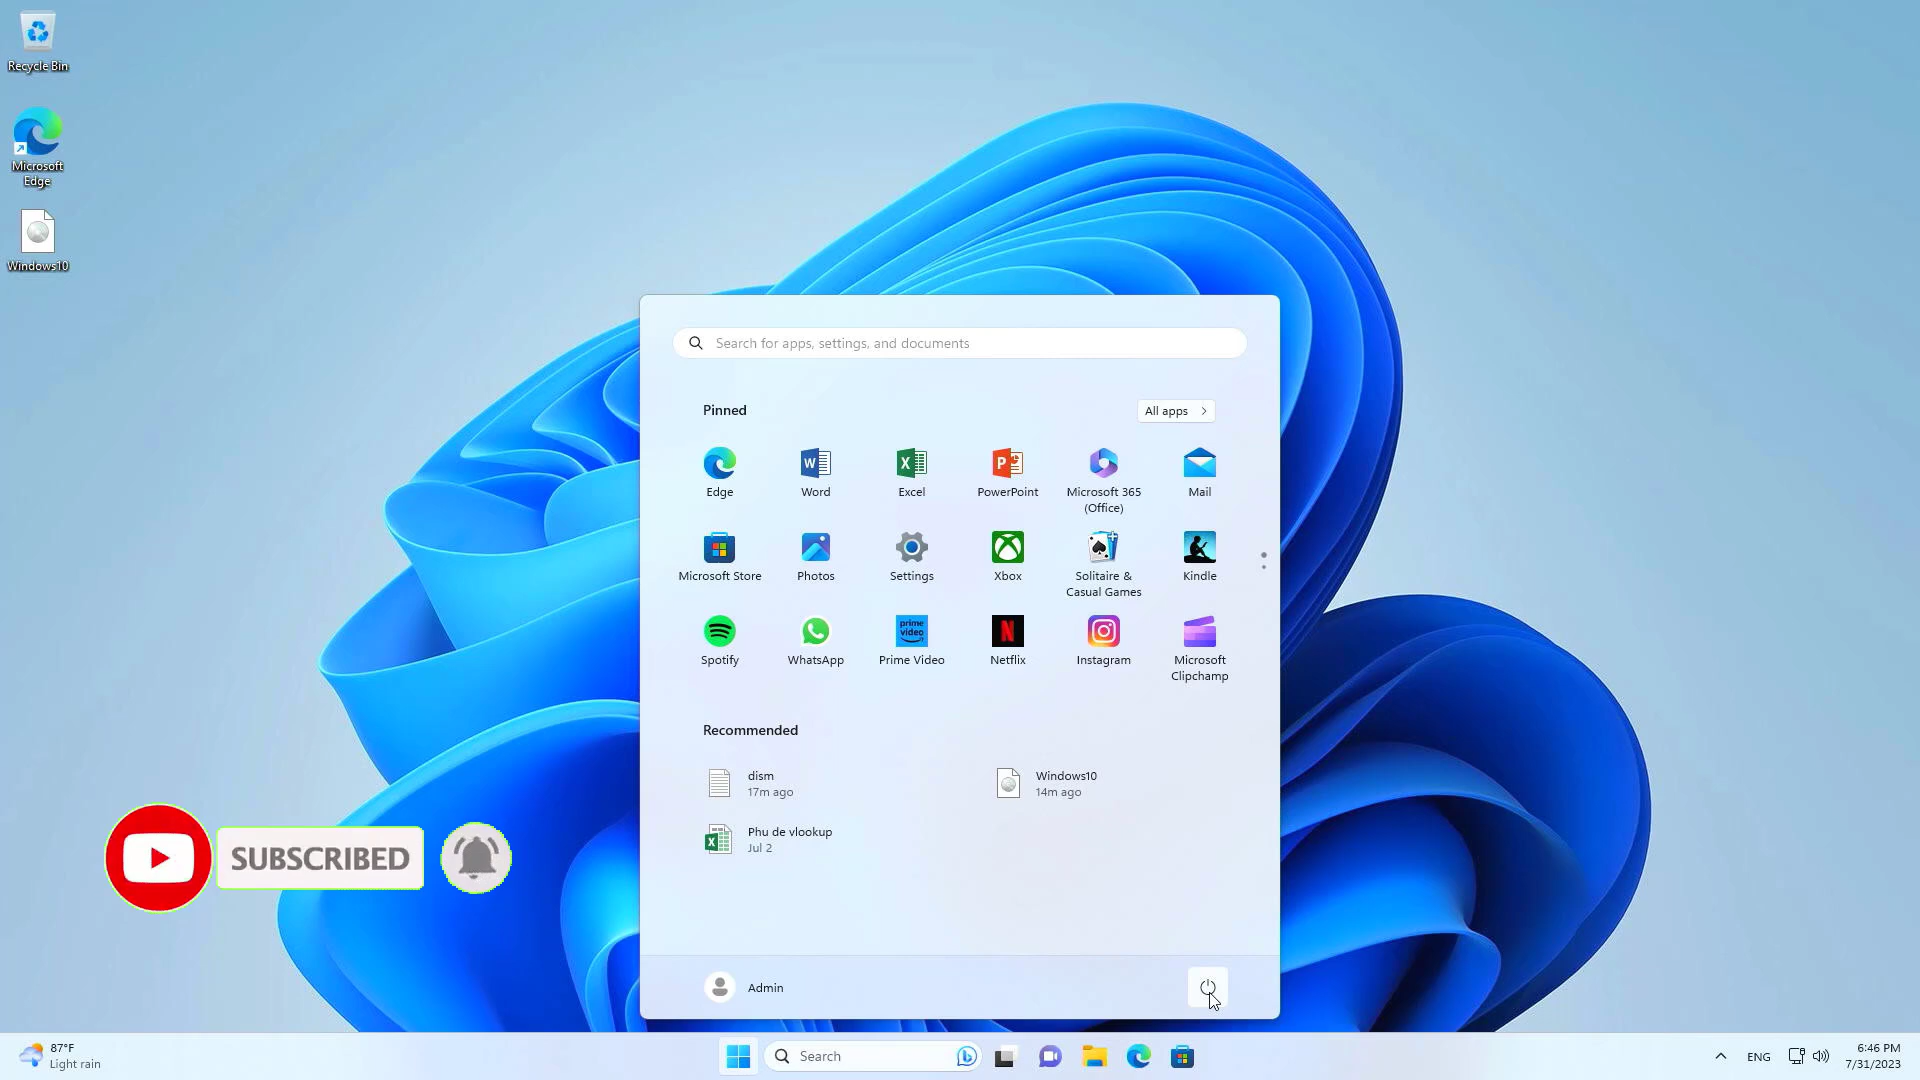 Recycle Bin
Microsoft
Edge
Windows10
Search for apps, settings, and documents
Pinned
All apps
Edge
Word
Excel
PowerPoint
Microsoft 365
(Office)
Mail
Microsoft Store
Photos
Settings
Xbox
Solitaire &
Casual Games
Kindle
prime
video
Spotify
WhatsApp
Prime Video
Netflix
Instagram
Microsoft
Clipchamp
Recommended
dism
17m ago
Windows10
14m ago
Phu de vlookup
Jul 2
SUBSCRIBED
Admin
87°F
Light rain
Search
ENG
6:46 PM
7/31/2023